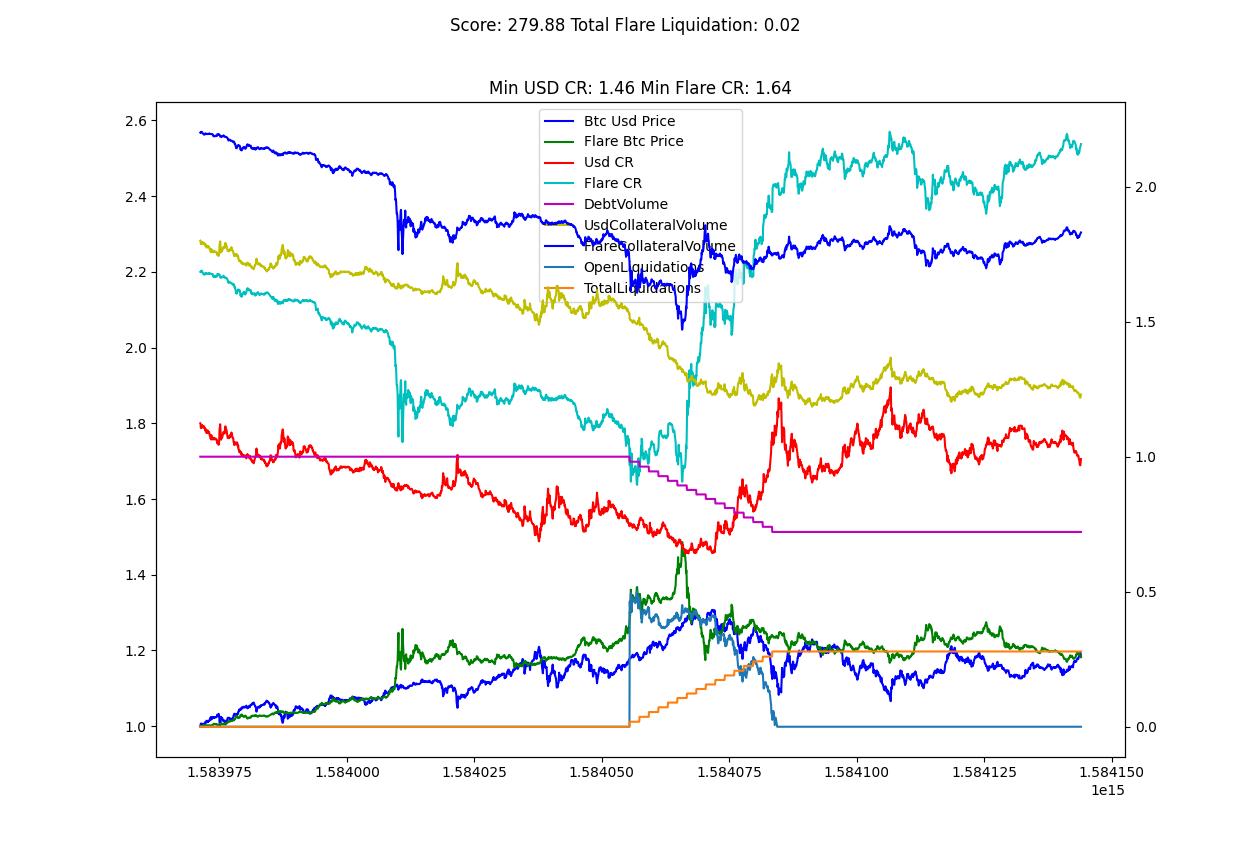 Score: 279.88 Total Flare Liquidation: 0.02
Min USD CR: 1.46 Min Flare CR: 1.64
Btc Usd Price
Flare Btc Price
Usd CR
Flare CR
DebtVolume
UsdCollateralVolume
FlareCollateralVolume
OpenLiquidations
TotalLiquidations
2.6
2.4
2.2
2.0
1.8
1.6
1.4
1.2
1.0
2.0
1.5
1.0
0.5
0.0
1.583975 1.584000 1.584025 1.584050 1.584075 1.584100 1.584125 1.584150
1e15